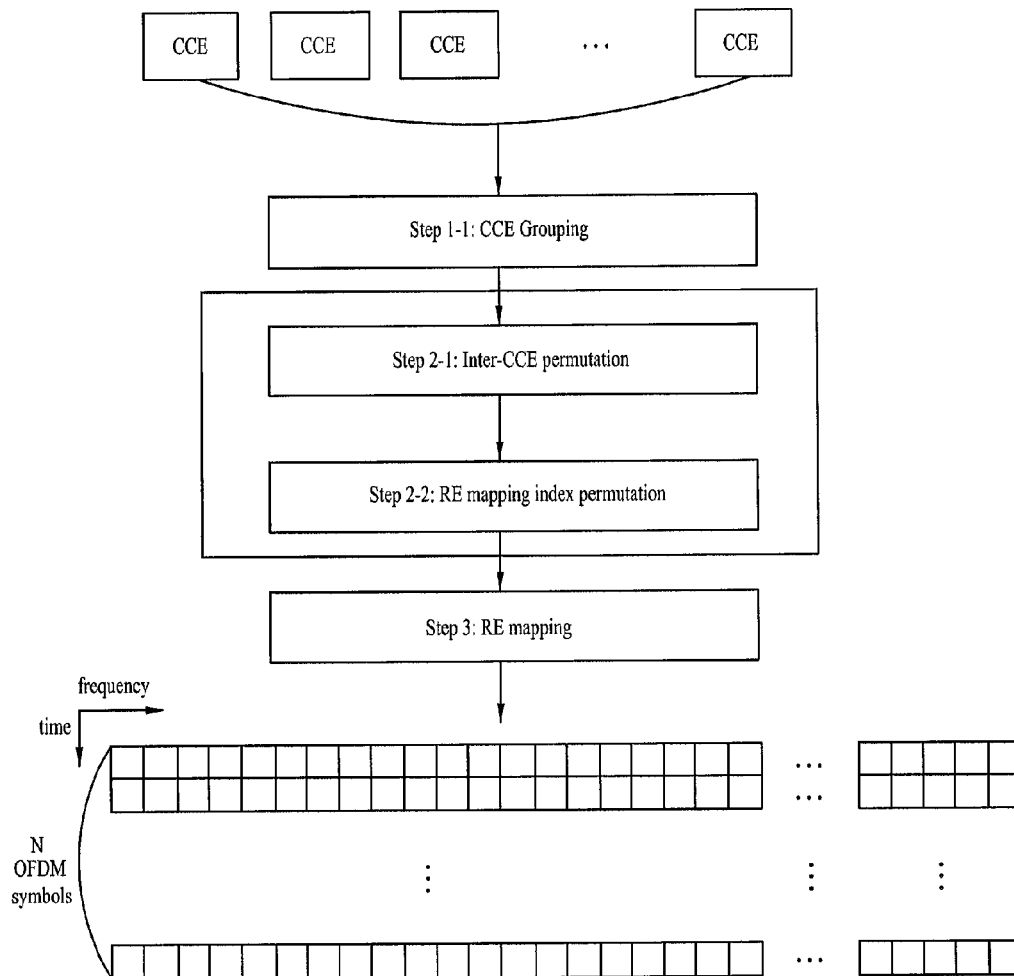 CCE CCE CCE ... CCE
Step 1-1: CCE Grouping
Step 2-1: Inter-CCE permutation
Step 2-2: RE mapping index permutation
Step 3: RE mapping
frequency
time
N
OFDM
symbols